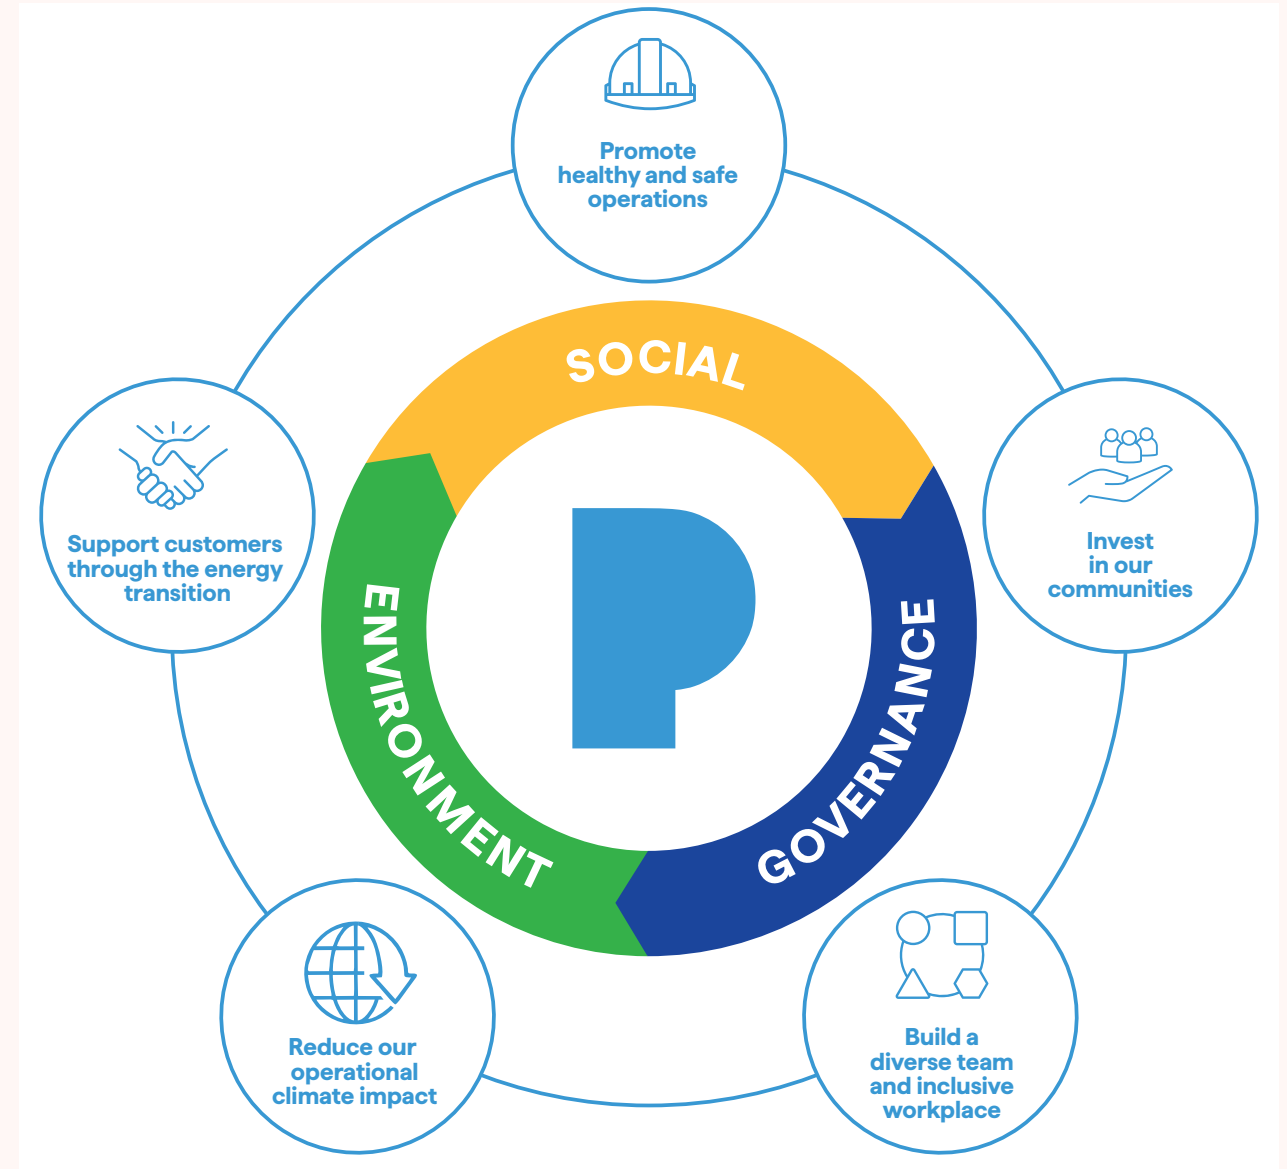 Promote
healthy and safe
operations
SOCIAL
Support customers
through the energy
transition
Invest
in our
communities
ENVIRONMENT
GOVERNANCE
P
Reduce our
operational
climate impact
Build a
diverse team
and inclusive
workplace